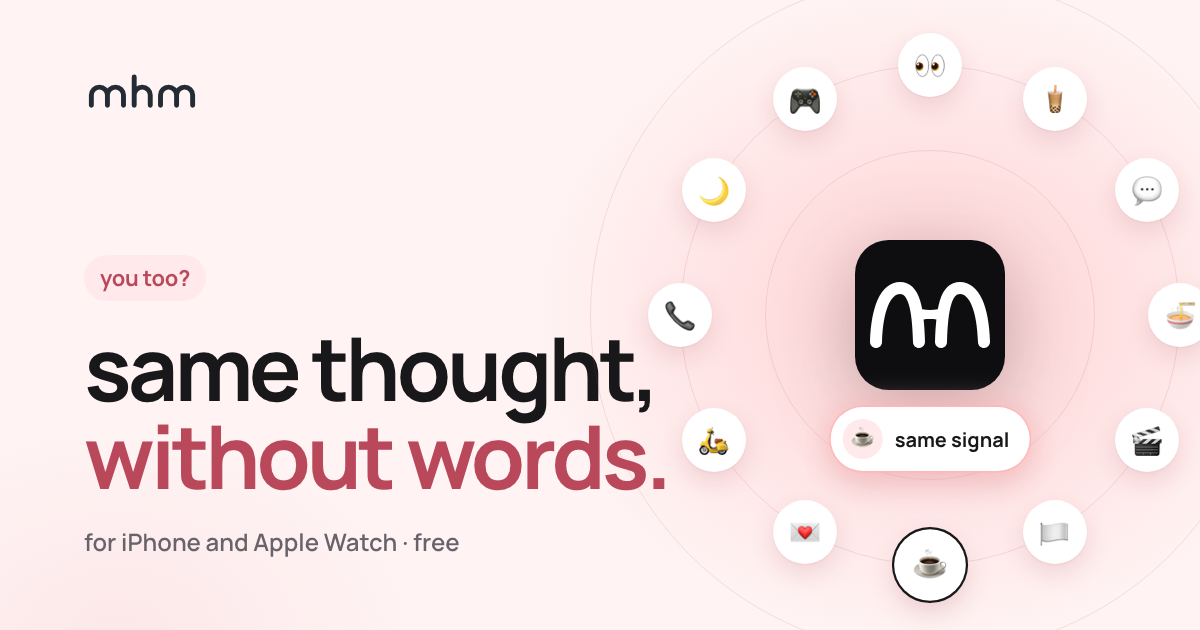 mhm
you too?
same thought,
without words.
for iPhone and Apple Watch · free
same signal